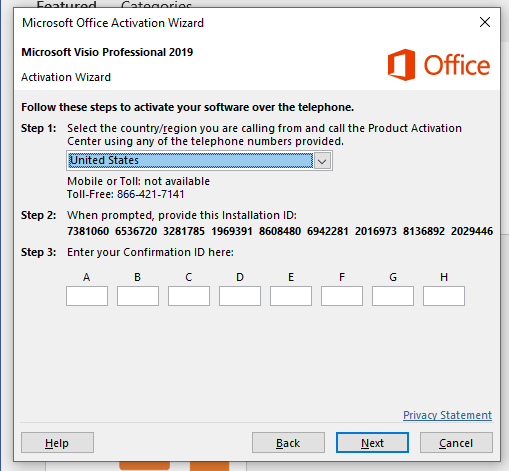 Featured Categories
Microsoft Office Activation Wizard
Microsoft Visio Professional 2019
Activation Wizard
Office
Follow these steps to activate your software over the telephone.
Step 1: Select the country/region you are calling from and call the Product Activation
Center using any of the telephone numbers provided.
United States
Mobile or Toll: not available
Toll-Free: 866-421-7141
Step 2: When prompted, provide this Installation ID:
7381060 6536720 3281785 1969391 8608480 6942281 2016973 8136892 2029446
Step 3: Enter your Confirmation ID here:
A B C D E F G H
Privacy Statement
Help Back Next Cancel